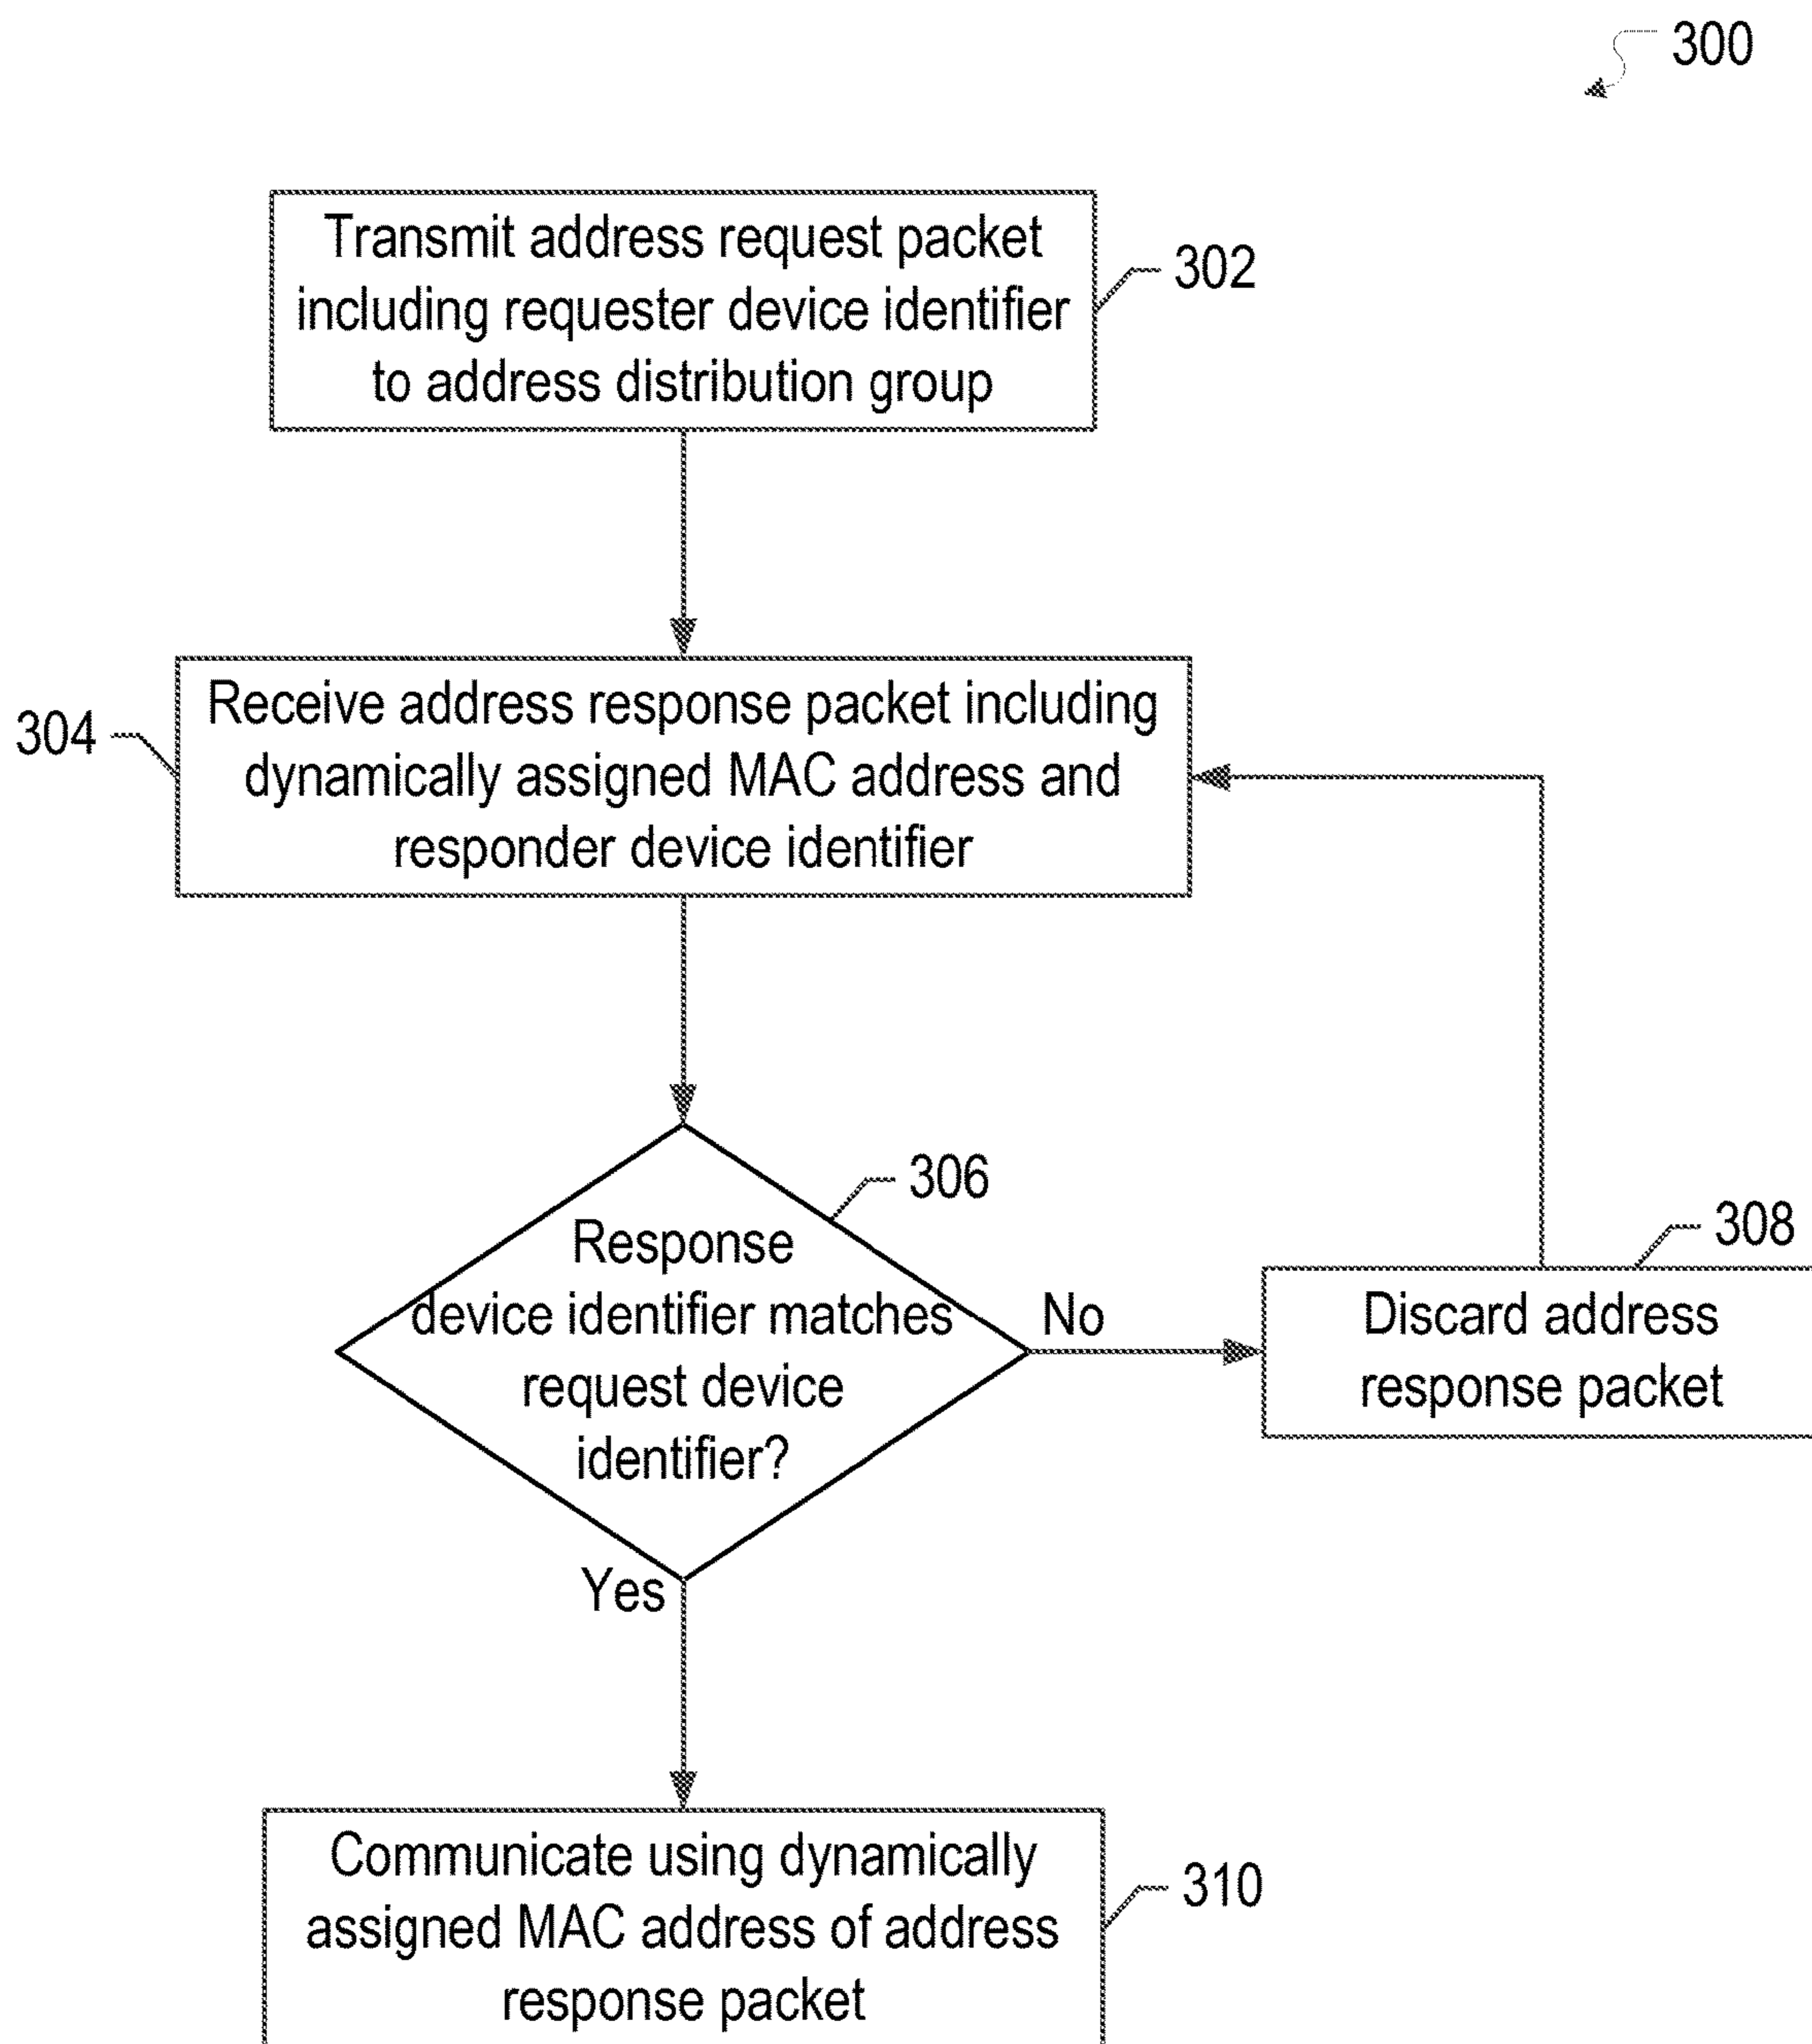 300
Transmit address request packet
including requester device identifier
to address distribution group
302
304
Receive address response packet including
dynamically assigned MAC address and
responder device identifier
306
Response
device identifier matches
request device
identifier?
No
308
Discard address
response packet
Yes
Communicate using dynamically
assigned MAC address of address
response packet
310